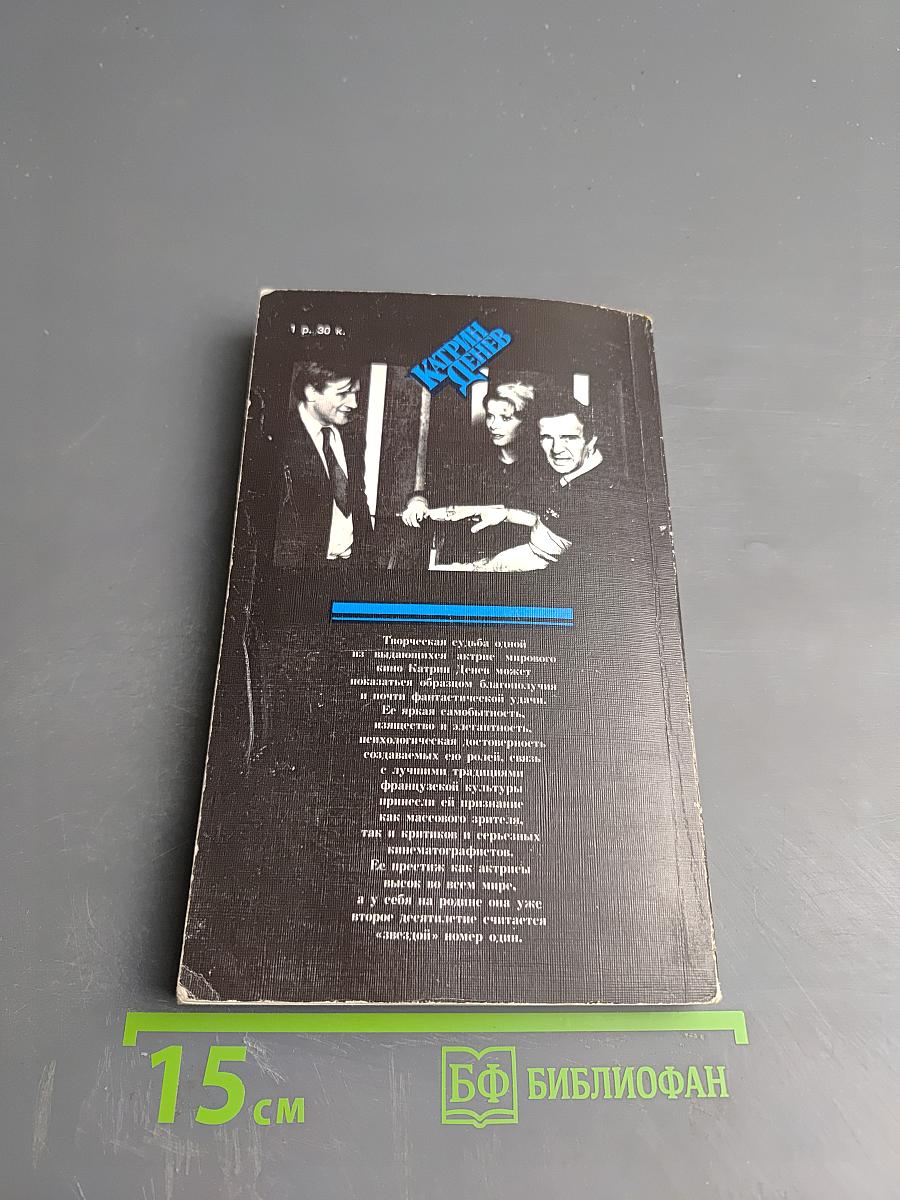 1 р. 30 к.
КАТРИН
ДЕНЕВ
Творческая судьба одной
из выдающихся актрис мирового
кино Катрин Денев может
показаться образцом благополучия
и почти фантастической удачи.
Ее яркая самобытность,
изящество и элегантность,
психологическая достоверность
создаваемых ею ролей, связь
с лучшими традициями
французской культуры
принесли ей признание
как массового зрителя,
так и критиков и серьезных
кинематографистов.
Ее престиж как актрисы
высок во всем мире,
а у себя на родине она уже
второе десятилетие считается
«звездой» номер один.
15 см
БФ БИБЛИОФАН